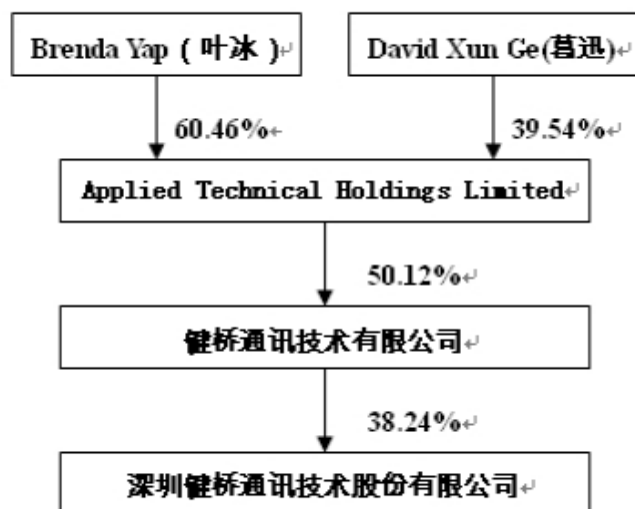 Brenda Yap ( 叶冰 )↵
David Xun Ge(葛迅)↵
60.46%↵
39.54%↵
Applied Technical Holdings Limited↵
50.12%↵
键桥通讯技术有限公司↵
38.24%↵
深圳键桥通讯技术股份有限公司↵